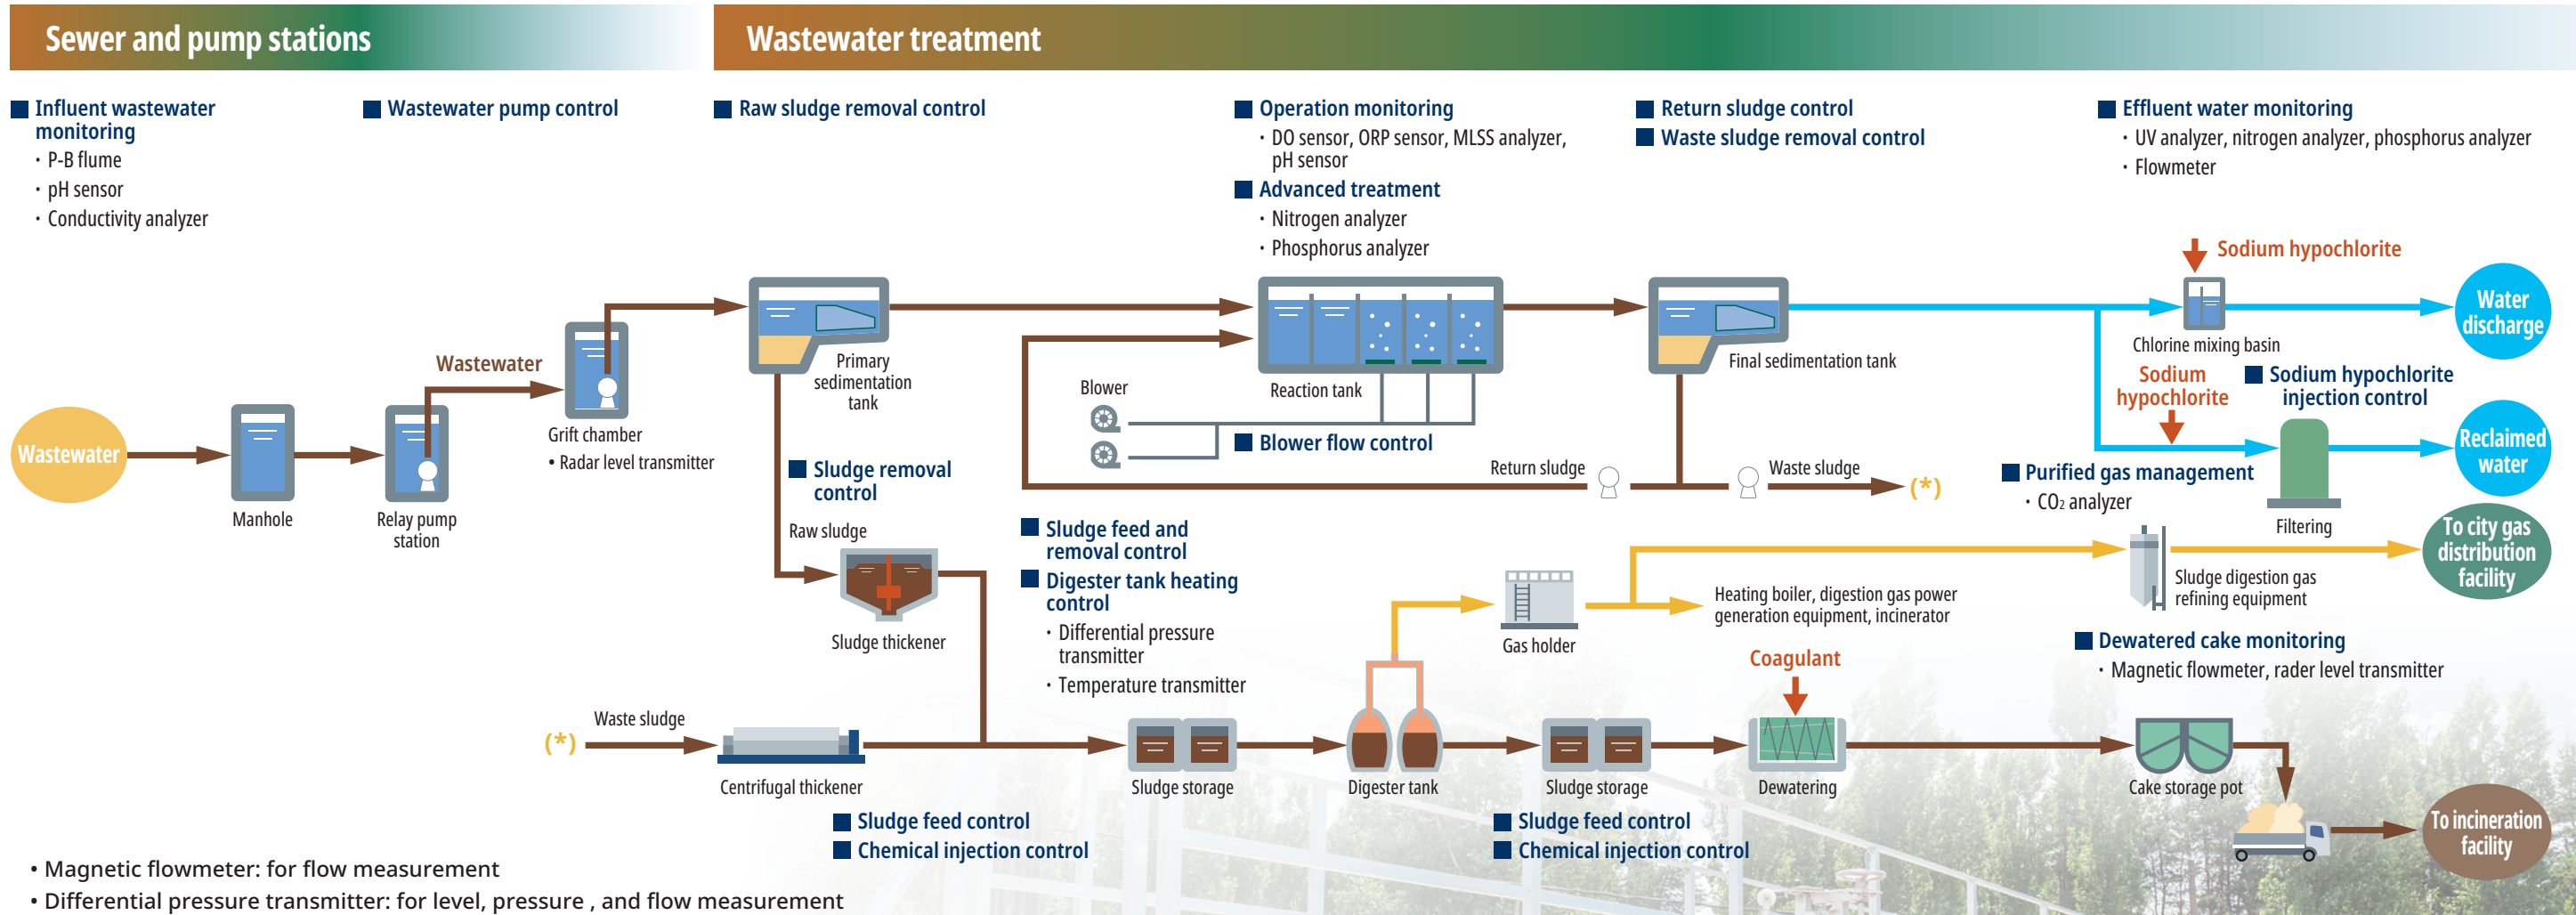 Sewer and pump stations
Wastewater treatment
Influent wastewater
monitoring
・P-B flume
・pH sensor
・Conductivity analyzer
Wastewater pump control
Raw sludge removal control
Operation monitoring
・DO sensor, ORP sensor, MLSS analyzer,
pH sensor
Advanced treatment
・Nitrogen analyzer
・Phosphorus analyzer
Return sludge control
Waste sludge removal control
Effluent water monitoring
・UV analyzer, nitrogen analyzer, phosphorus analyzer
・Flowmeter
Sodium hypochlorite
Water
discharge
Chlorine mixing basin
Sodium
hypochlorite
Sodium hypochlorite
injection control
Reclaimed
water
Filtering
Wastewater
Manhole
Relay pump
station
Wastewater
Grift chamber
• Radar level transmitter
Primary
sedimentation
tank
Blower
Reaction tank
Blower flow control
Final sedimentation tank
Return sludge
Waste sludge
(*)
Sludge removal
control
Raw sludge
Sludge thickener
Sludge feed and
removal control
Digester tank heating
control
・Differential pressure
transmitter
・Temperature transmitter
Purified gas management
・CO2 analyzer
To city gas
distribution
facility
Sludge digestion gas
refining equipment
Gas holder
Heating boiler, digestion gas power
generation equipment, incinerator
Coagulant
Dewatered cake monitoring
・Magnetic flowmeter, rader level transmitter
(*)
Waste sludge
Centrifugal thickener
Sludge storage
Digester tank
Sludge storage
Dewatering
Cake storage pot
Sludge feed control
Chemical injection control
Sludge feed control
Chemical injection control
To incineration
facility
• Magnetic flowmeter: for flow measurement
• Differential pressure transmitter: for level, pressure , and flow measurement